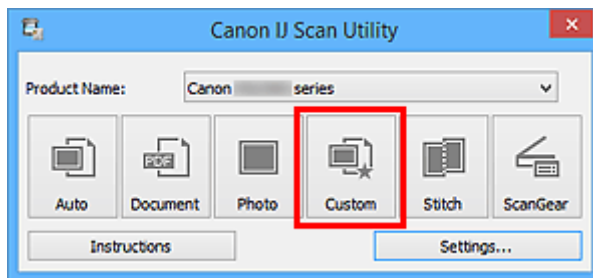 Canon IJ Scan Utility
Product Name: Canon series
PDF
Auto Document Photo Custom Stitch ScanGear
Instructions Settings...